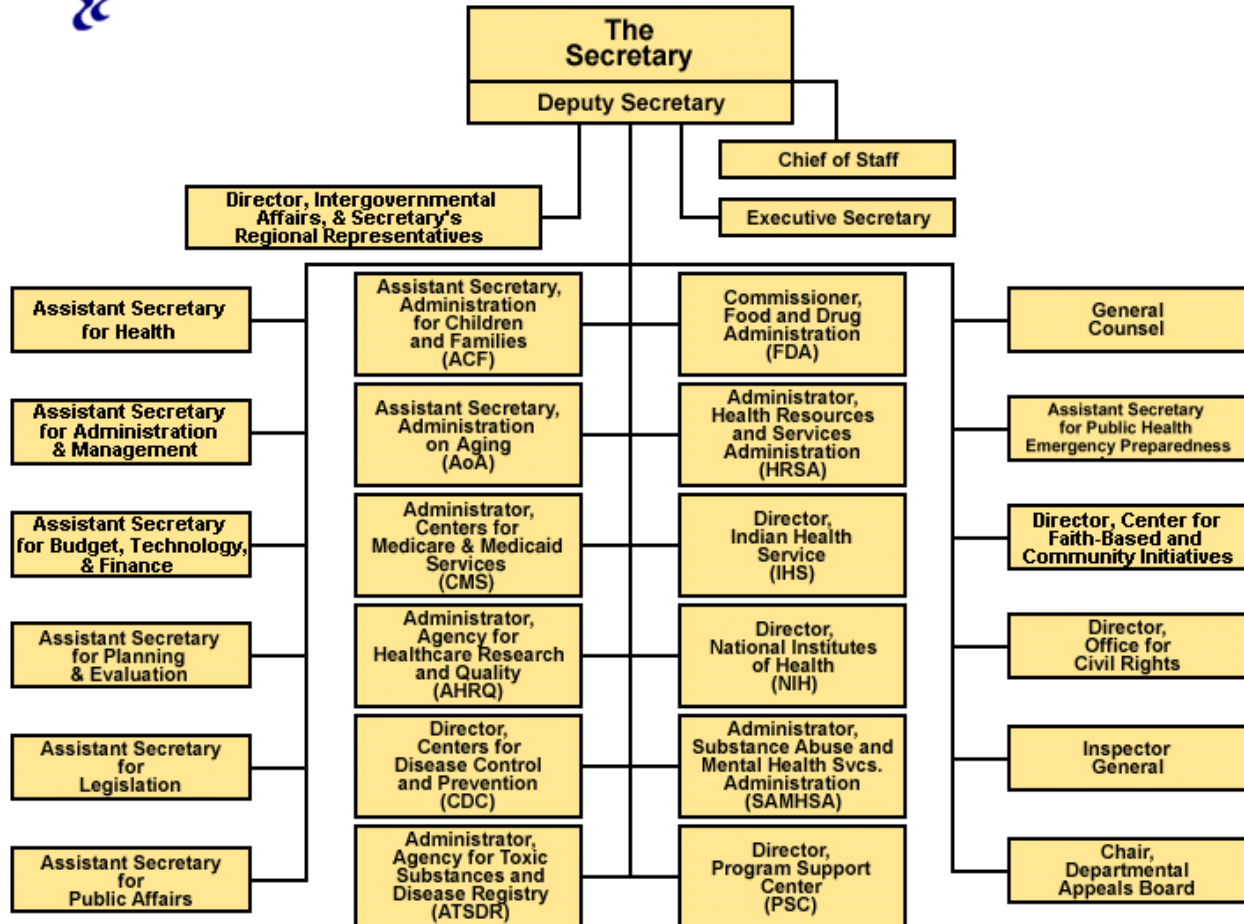 The
Secretary
Deputy Secretary
Chief of Staff
Director, Intergovernmental
Affairs, & Secretary's
Regional Representatives
Executive Secretary
Assistant Secretary
for Health
Assistant Secretary
for Administration
& Management
Assistant Secretary
for Budget, Technology,
& Finance
Assistant Secretary
for Planning
& Evaluation
Assistant Secretary
for
Legislation
Assistant Secretary
for
Public Affairs
Assistant Secretary,
Administration
for Children
and Families
(ACF)
Assistant Secretary,
Administration
on Aging
(AoA)
Administrator,
Centers for
Medicare & Medicaid
Services
(CMS)
Administrator,
Agency for
Healthcare Research
and Quality
(AHRQ)
Director,
Centers for
Disease Control
and Prevention
(CDC)
Administrator,
Agency for Toxic
Substances and
Disease Registry
(ATSDR)
Commissioner,
Food and Drug
Administration
(FDA)
Administrator,
Health Resources
and Services
Administration
(HRSA)
Director,
Indian Health
Service
(IHS)
Director,
National Institutes
of Health
(NIH)
Administrator,
Substance Abuse and
Mental Health Svcs.
Administration
(SAMHSA)
Director,
Program Support
Center
(PSC)
General
Counsel
Assistant Secretary
for Public Health
Emergency Preparedness
Director, Center for
Faith-Based and
Community Initiatives
Director,
Office for
Civil Rights
Inspector
General
Chair,
Departmental
Appeals Board